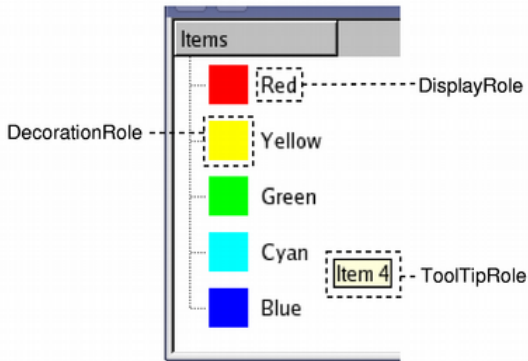 Items
Red
DisplayRole
DecorationRole
Yellow
Green
Cyan
Item 4
ToolTipRole
Blue